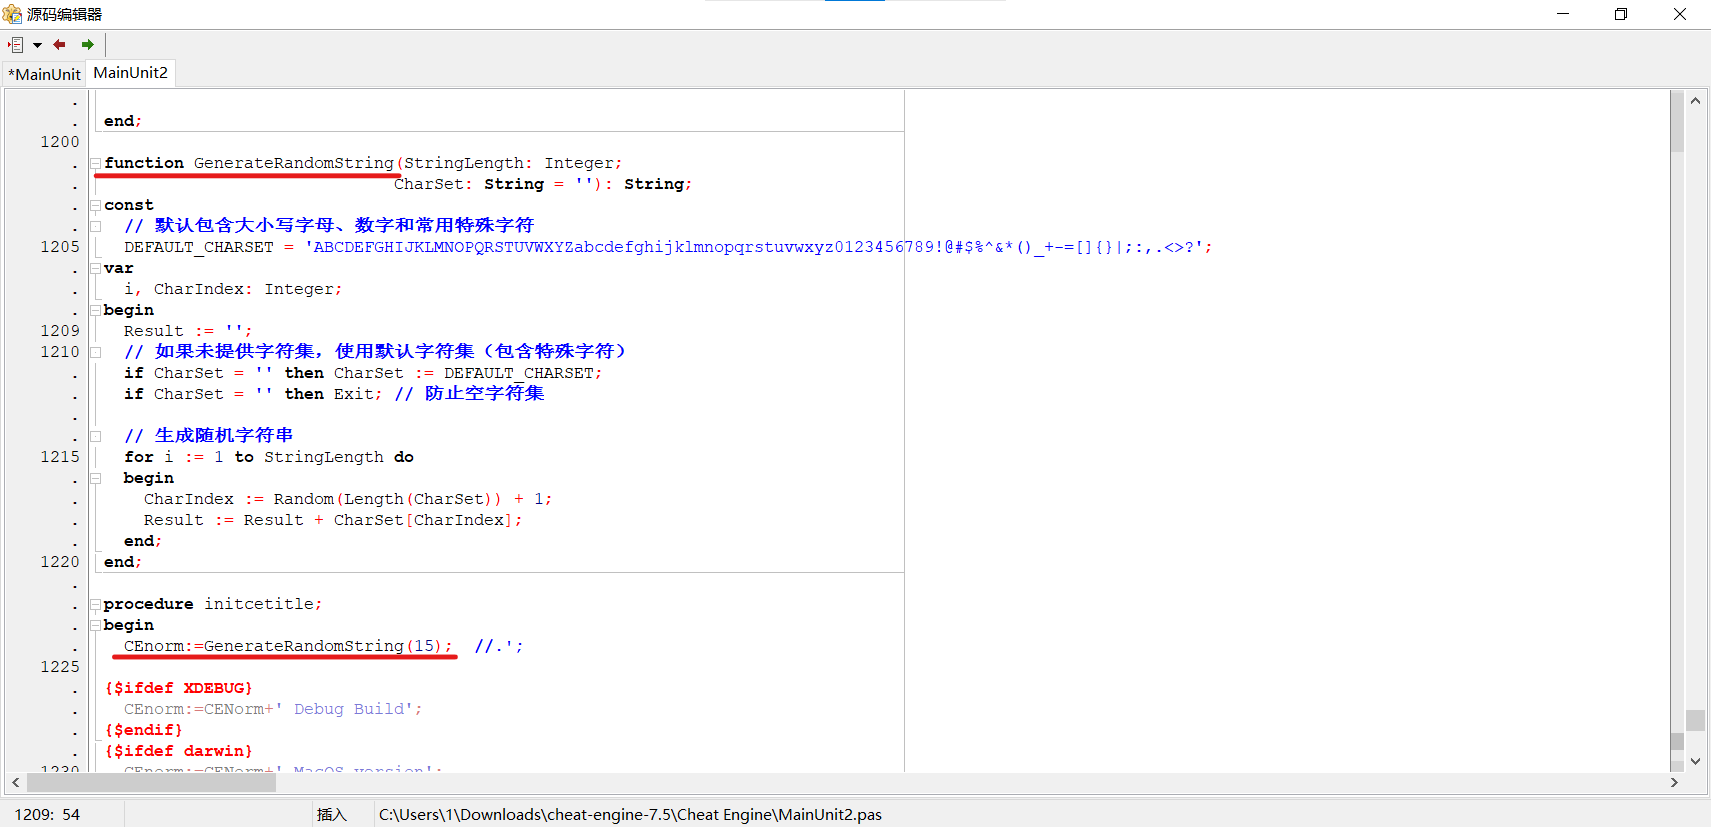 源码编辑器
*MainUnit MainUnit2
. end;
1200
. function GenerateRandomString(StringLength: Integer;
. CharSet: String = ''): String;
. const
. // 默认包含大小写字母、数字和常用特殊字符
1205 DEFAULT_CHARSET = 'ABCDEFGHIJKLMNOPQRSTUVWXYZabcdefghijklmnopqrstuvwxyz0123456789!@#$%^&*()_+-=[]{}|;:,.<>?';
. var
. i, CharIndex: Integer;
. begin
1209 Result := '';
1210 // 如果未提供字符集，使用默认字符集（包含特殊字符）
. if CharSet = '' then CharSet := DEFAULT_CHARSET;
. if CharSet = '' then Exit; // 防止空字符集
.
. // 生成随机字符串
1215 for i := 1 to StringLength do
. begin
. CharIndex := Random(Length(CharSet)) + 1;
. Result := Result + CharSet[CharIndex];
. end;
1220 end;
.
. procedure initcetitle;
. begin
. CEnorm:=GenerateRandomString(15); //.';
1225
. {$ifdef XDEBUG}
. CEnorm:=CENorm+' Debug Build';
. {$endif}
. {$ifdef darwin}
1230 CEnorm:=CENorm+' MacOS version';
1209: 54 插入 C:\Users\1\Downloads\cheat-engine-7.5\Cheat Engine\MainUnit2.pas